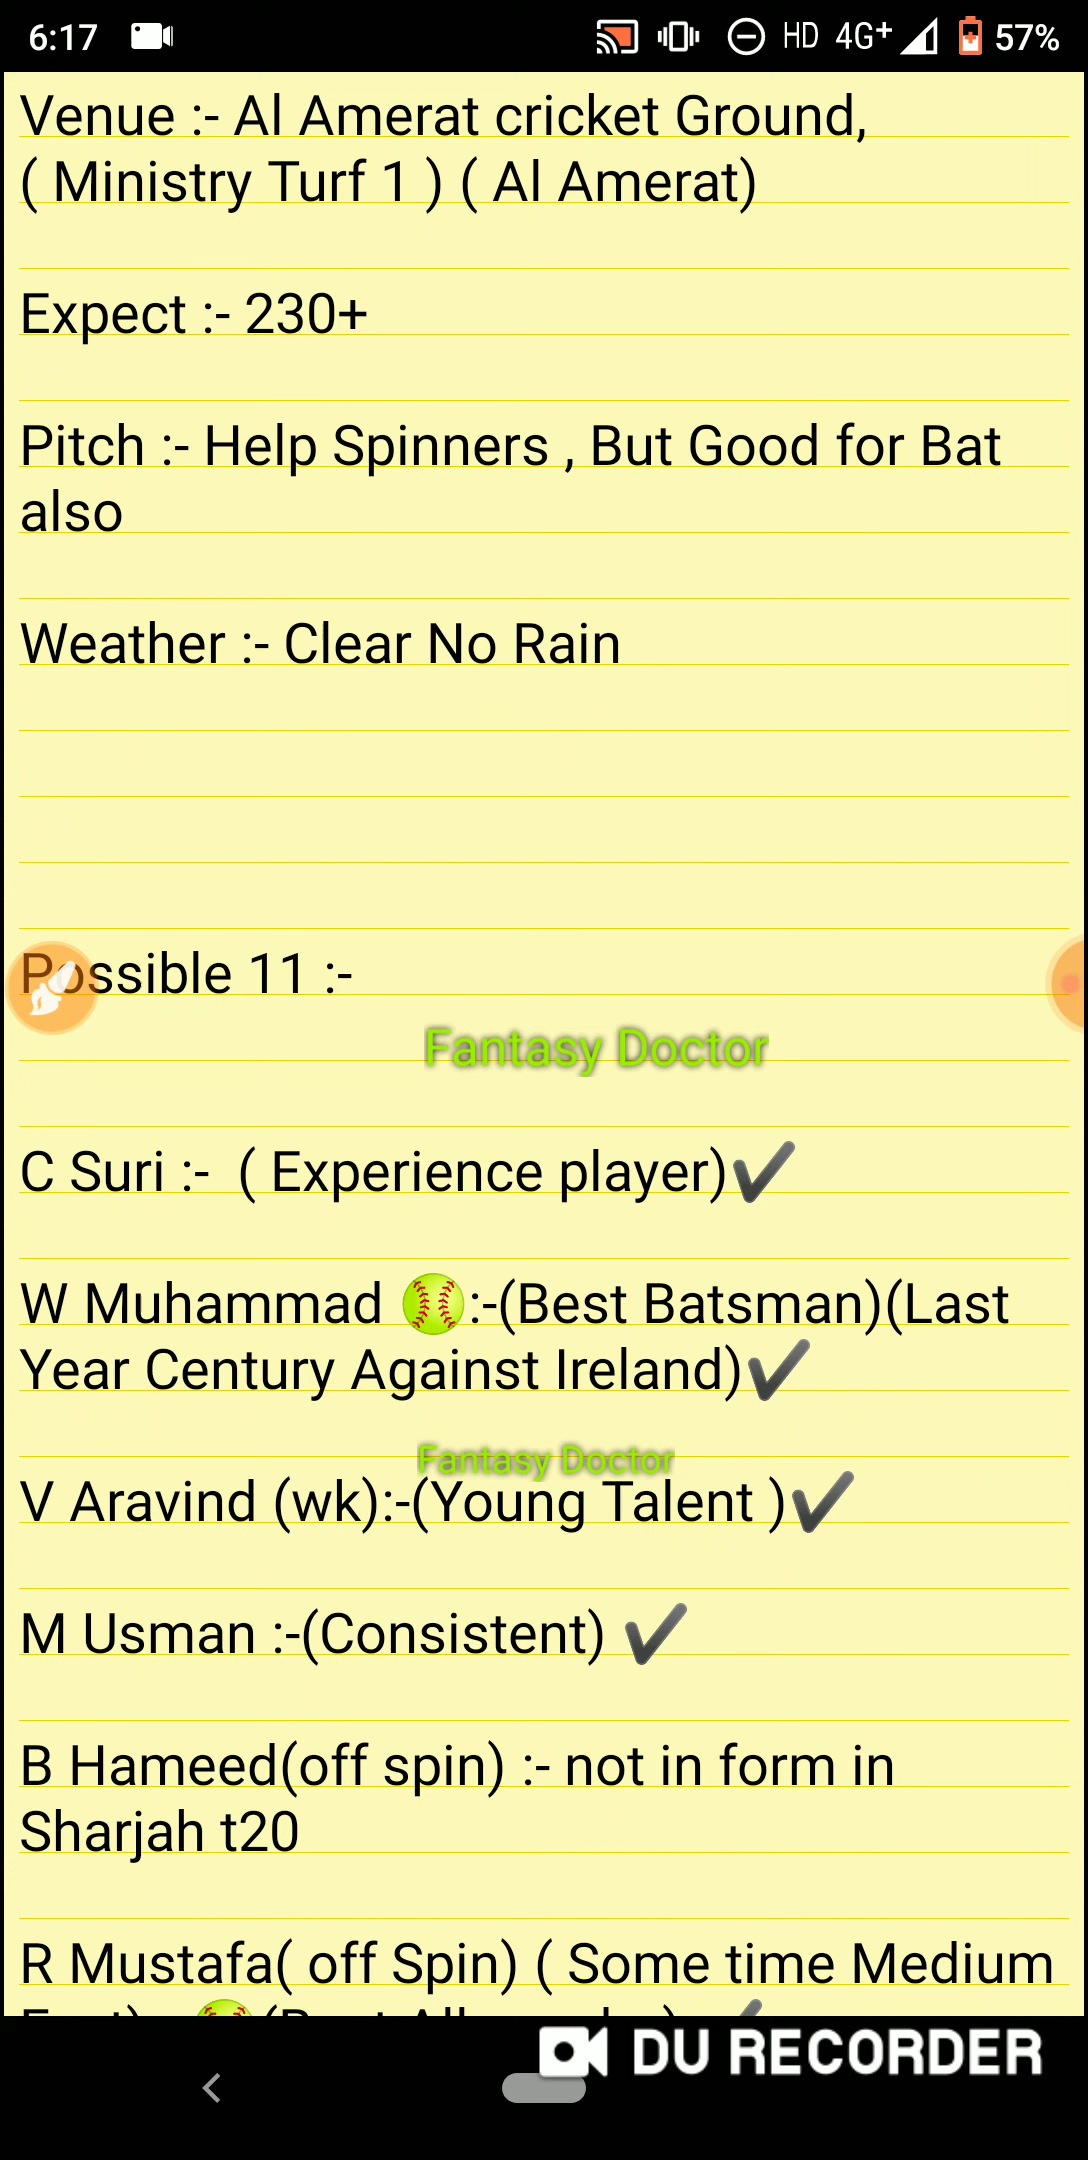 6:17 HD 4G+ 57%
Venue :- Al Amerat cricket Ground,
( Ministry Turf 1 ) ( Al Amerat)
Expect :- 230+
Pitch :- Help Spinners , But Good for Bat
also
Weather :- Clear No Rain
Possible 11 :-
Fantasy Doctor
C Suri :- ( Experience player)✔
W Muhammad 🥎:-(Best Batsman)(Last
Year Century Against Ireland)✔
Fantasy Doctor
V Aravind (wk):-(Young Talent )✔
M Usman :-(Consistent) ✔
B Hameed(off spin) :- not in form in
Sharjah t20
R Mustafa( off Spin) ( Some time Medium
DU RECORDER